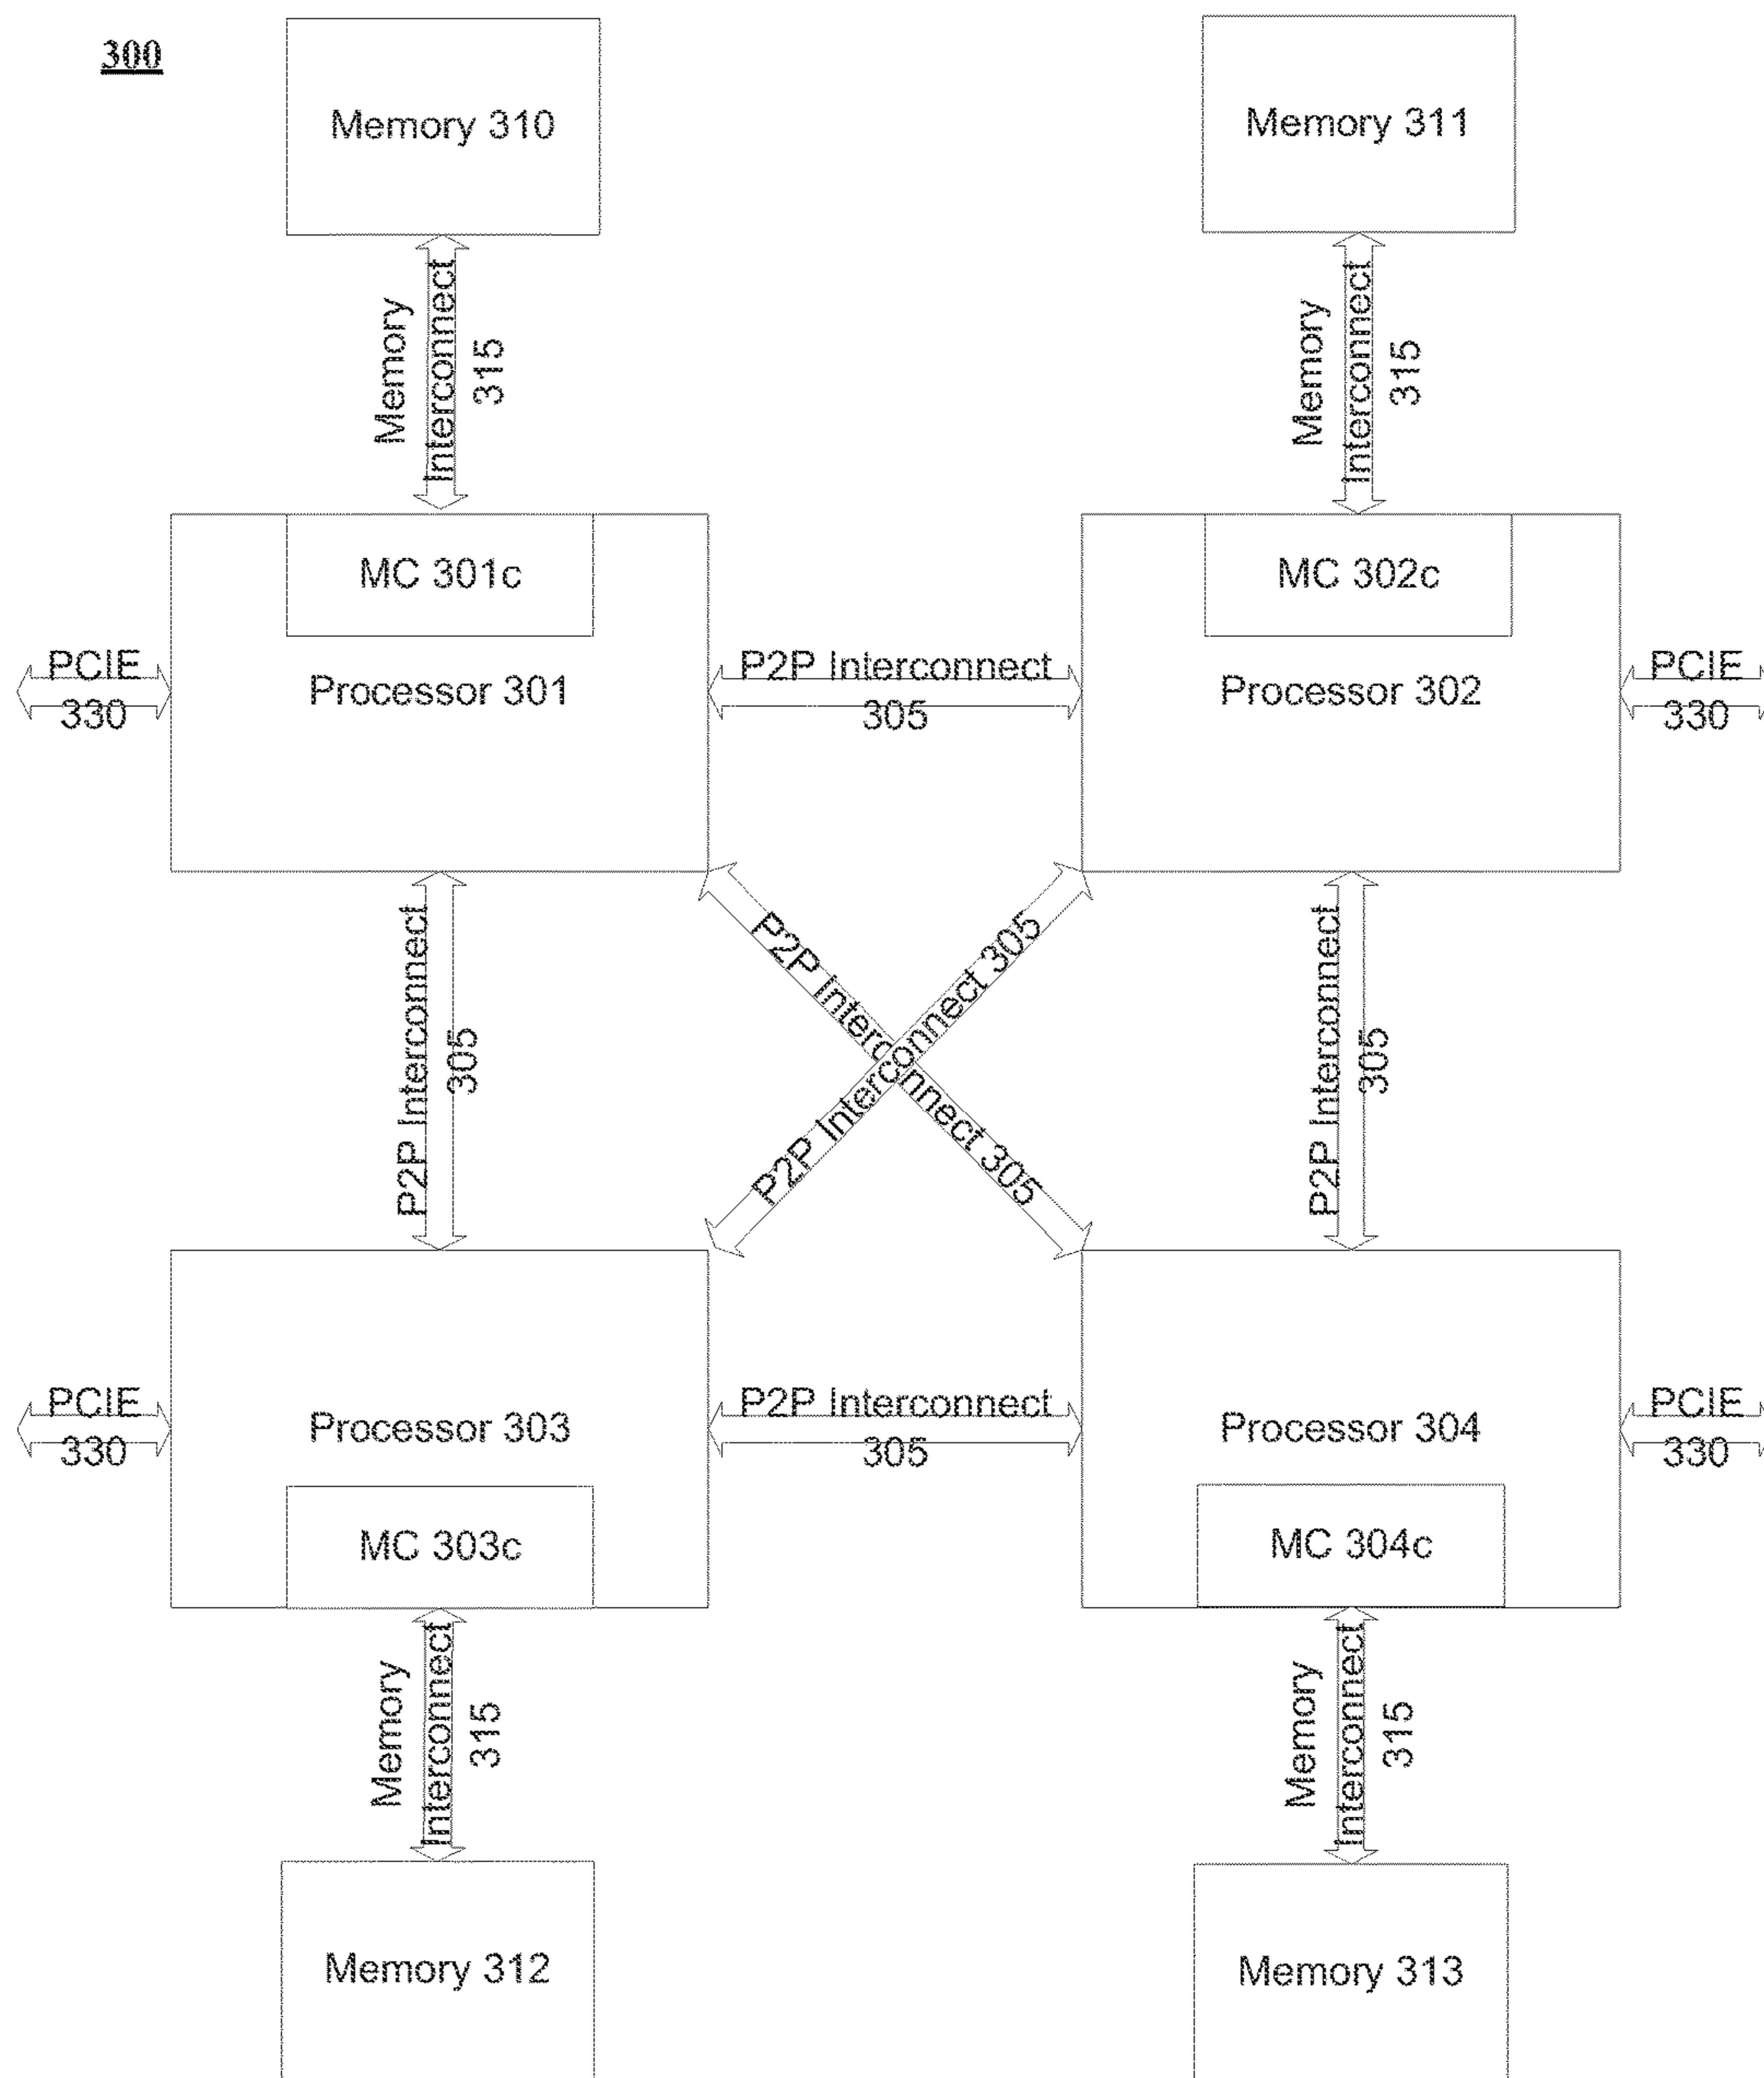 300
Memory 310
Memory 311
Memory
Interconnect
315
Memory
Interconnect
315
MC 301c
MC 302c
PCIE
330
Processor 301
P2P Interconnect
305
Processor 302
PCIE
330
P2P Interconnect
305
P2P Interconnect 305
P2P Interconnect 305
P2P Interconnect
305
PCIE
330
Processor 303
P2P Interconnect
305
Processor 304
PCIE
330
MC 303c
MC 304c
Memory
Interconnect
315
Memory
Interconnect
315
Memory 312
Memory 313